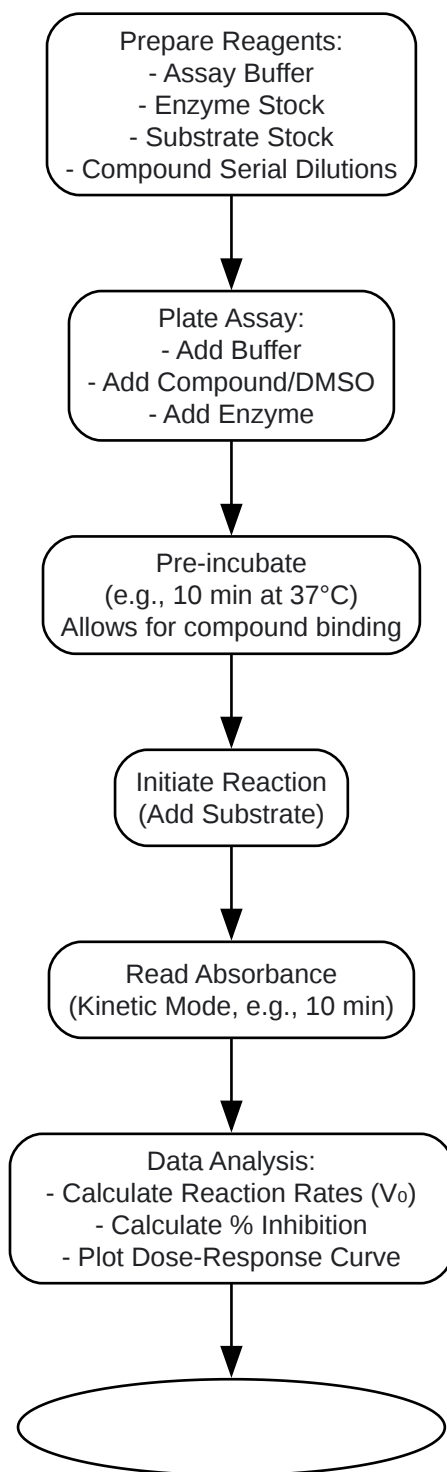 Prepare Reagents:
- Assay Buffer
- Enzyme Stock
- Substrate Stock
- Compound Serial Dilutions
Plate Assay:
- Add Buffer
- Add Compound/DMSO
- Add Enzyme
Pre-incubate
(e.g., 10 min at 37°C)
Allows for compound binding
Initiate Reaction
(Add Substrate)
Read Absorbance
(Kinetic Mode, e.g., 10 min)
Data Analysis:
- Calculate Reaction Rates (V₀)
- Calculate % Inhibition
- Plot Dose-Response Curve